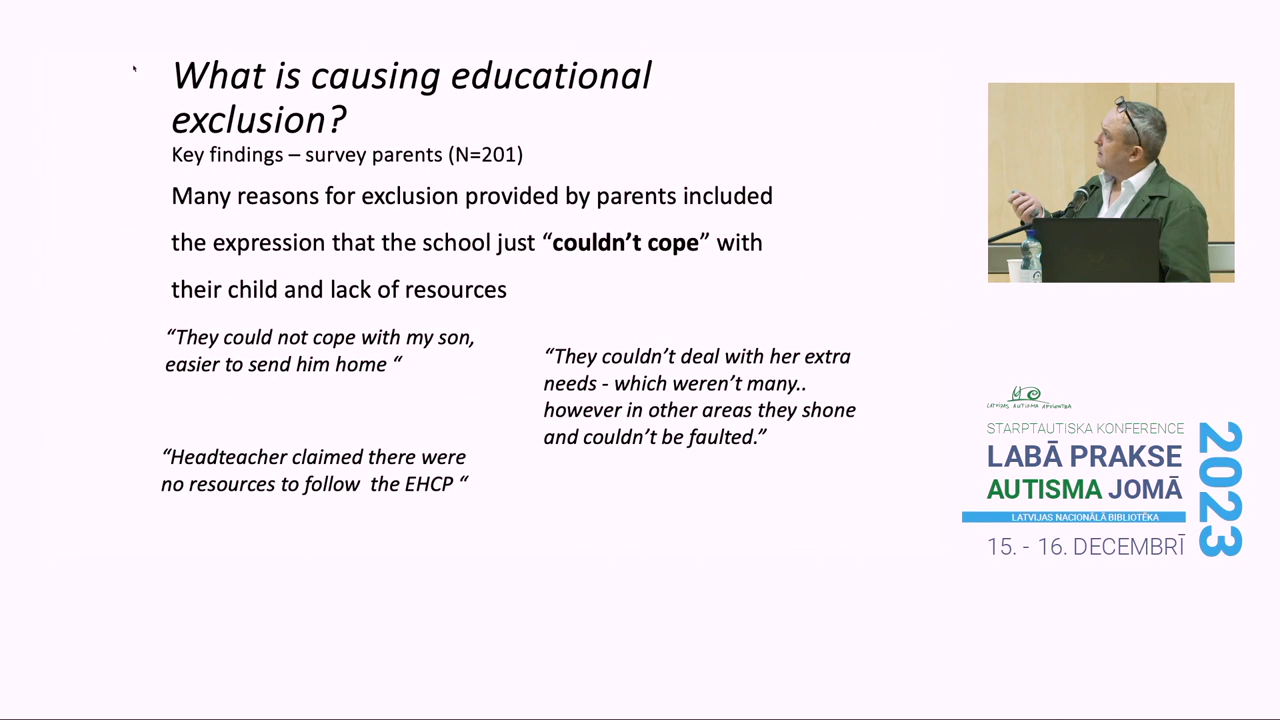 What is causing educational
exclusion?
Key findings – survey parents (N=201)
Many reasons for exclusion provided by parents included
the expression that the school just “couldn’t cope” with
their child and lack of resources
“They could not cope with my son,
easier to send him home “
“They couldn’t deal with her extra
needs - which weren’t many..
however in other areas they shone
and couldn’t be faulted.”
“Headteacher claimed there were
no resources to follow the EHCP “
LATVIJAS AUTISMA APVIENĪBA
STARPTAUTISKA KONFERENCE
LABĀ PRAKSE
AUTISMA JOMĀ
LATVIJAS NACIONĀLĀ BIBLIOTĒKA
15. - 16. DECEMBRĪ
2023